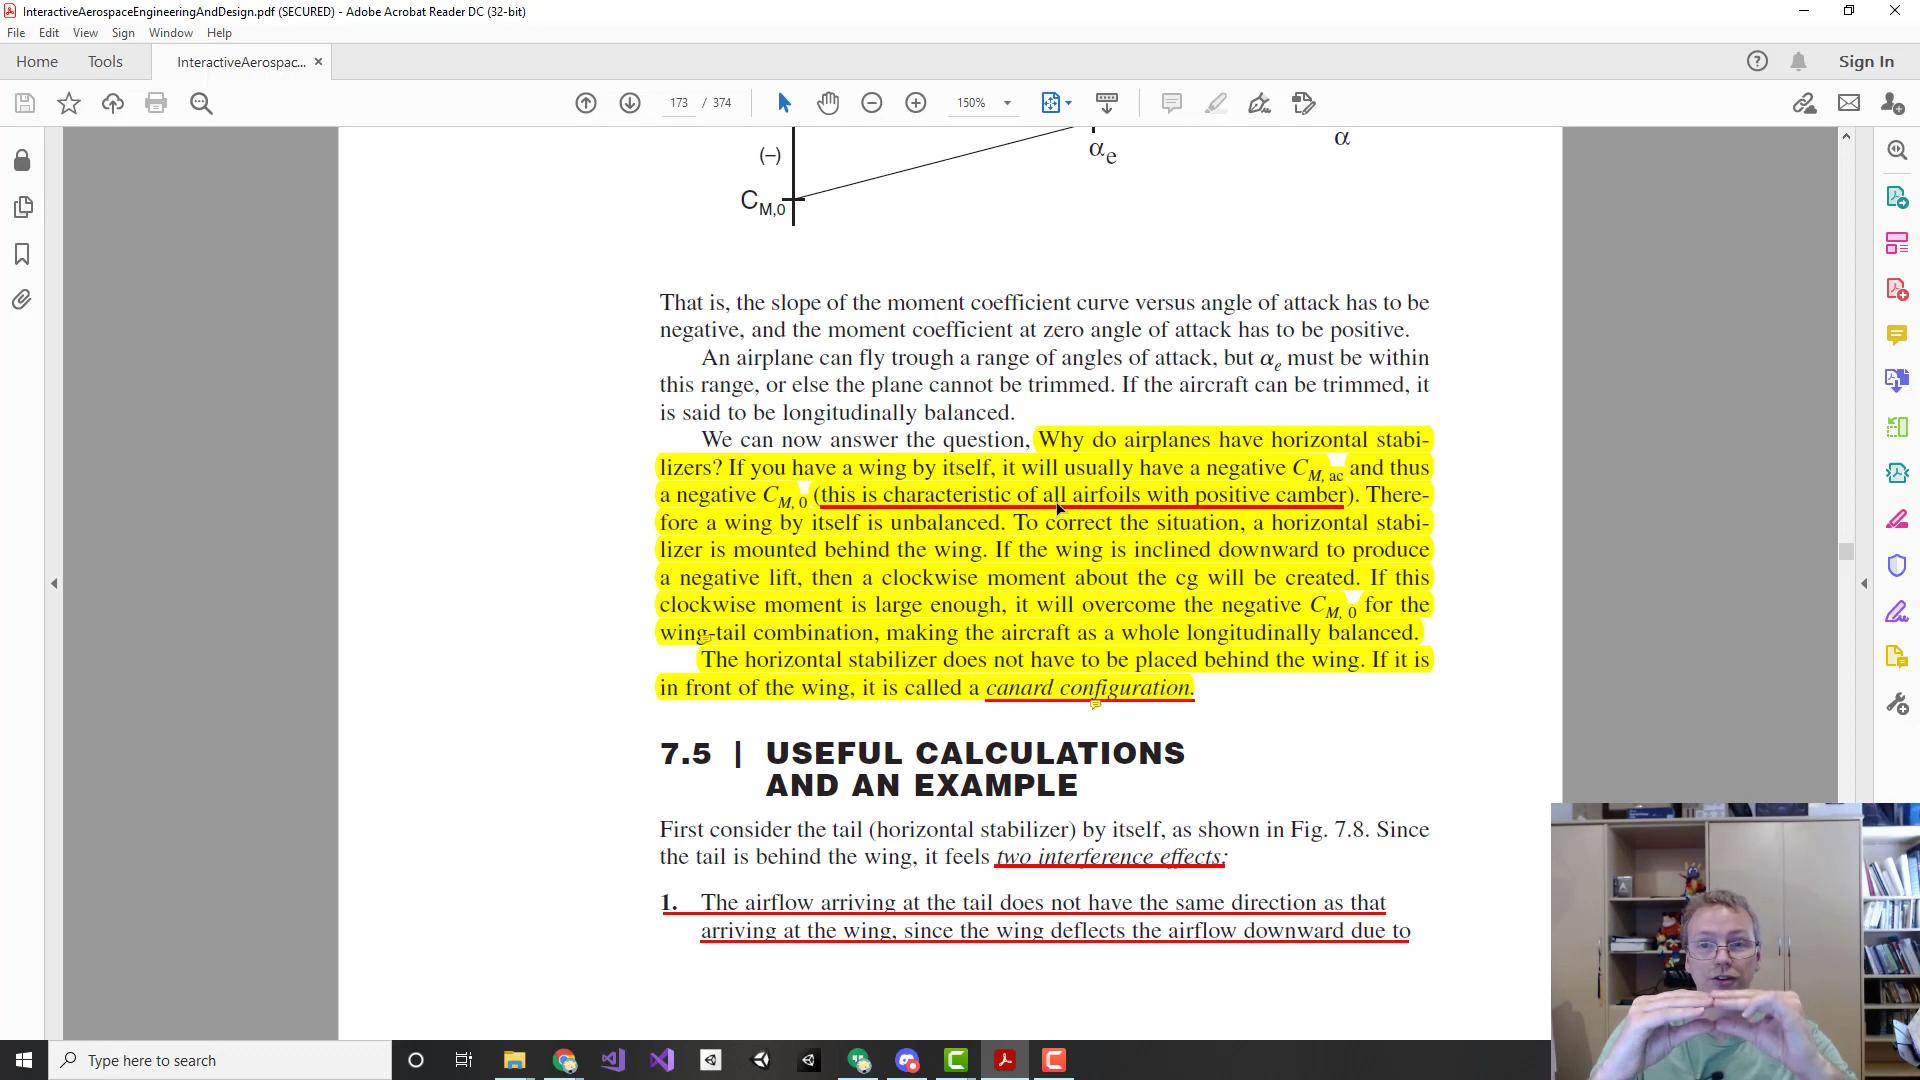 InteractiveAerospaceEngineeringAndDesign.pdf (SECURED) - Adobe Acrobat Reader DC (32-bit)
File Edit View Sign Window Help
Home Tools InteractiveAerospac... × Sign In
173 / 374 150%
(–)
αe
α
CM,0
That is, the slope of the moment coefficient curve versus angle of attack has to be
negative, and the moment coefficient at zero angle of attack has to be positive.
An airplane can fly trough a range of angles of attack, but αe must be within
this range, or else the plane cannot be trimmed. If the aircraft can be trimmed, it
is said to be longitudinally balanced.
We can now answer the question, Why do airplanes have horizontal stabi-
lizers? If you have a wing by itself, it will usually have a negative CM, ac and thus
a negative CM, 0 (this is characteristic of all airfoils with positive camber). There-
fore a wing by itself is unbalanced. To correct the situation, a horizontal stabi-
lizer is mounted behind the wing. If the wing is inclined downward to produce
a negative lift, then a clockwise moment about the cg will be created. If this
clockwise moment is large enough, it will overcome the negative CM, 0 for the
wing-tail combination, making the aircraft as a whole longitudinally balanced.
The horizontal stabilizer does not have to be placed behind the wing. If it is
in front of the wing, it is called a canard configuration.
7.5 | USEFUL CALCULATIONS
AND AN EXAMPLE
First consider the tail (horizontal stabilizer) by itself, as shown in Fig. 7.8. Since
the tail is behind the wing, it feels two interference effects:
1. The airflow arriving at the tail does not have the same direction as that
arriving at the wing, since the wing deflects the airflow downward due to
Type here to search